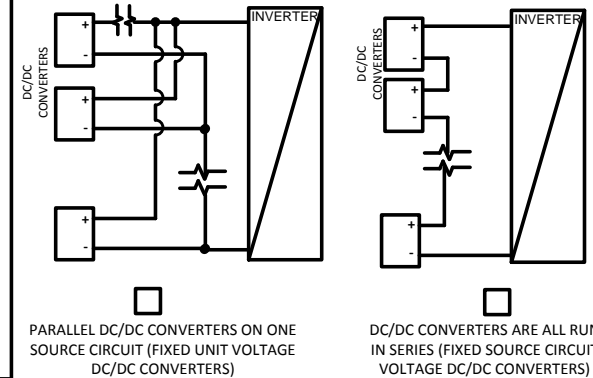 INVERTER
DC/DC
CONVERTERS
+
-
+
-
+
-
PARALLEL DC/DC CONVERTERS ON ONE
SOURCE CIRCUIT (FIXED UNIT VOLTAGE
DC/DC CONVERTERS)
INVERTER
DC/DC
CONVERTERS
+
-
+
-
+
-
DC/DC CONVERTERS ARE ALL RUN
IN SERIES (FIXED SOURCE CIRCUIT
VOLTAGE DC/DC CONVERTERS)